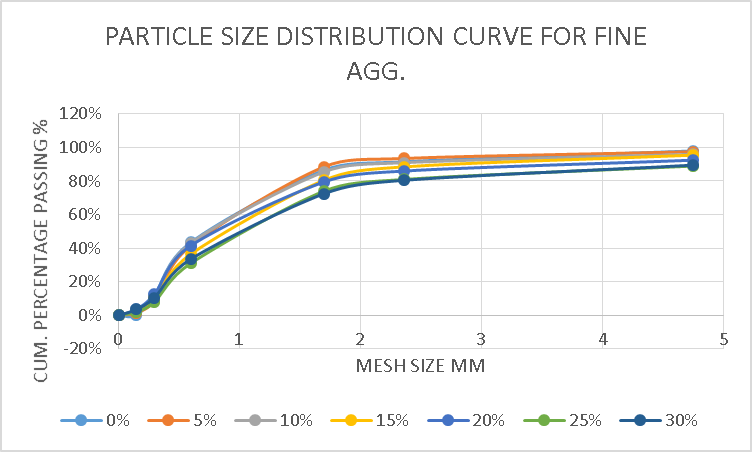 PARTICLE SIZE DISTRIBUTION CURVE FOR FINE
AGG.
CUM. PERCENTAGE PASSING %
120%
100%
80%
60%
40%
20%
0%
-20%
0 1 2 3 4 5
MESH SIZE MM
0% 5% 10% 15% 20% 25% 30%